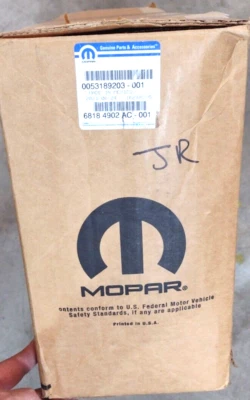 Genuine Parts & Accessories
0053189203 - 001
6818 4902 AC - 001
JR
MOPAR®
ontents conform to U.S. Federal Motor Vehicle
Safety Standards, if any are applicable
Printed in U.S.A.